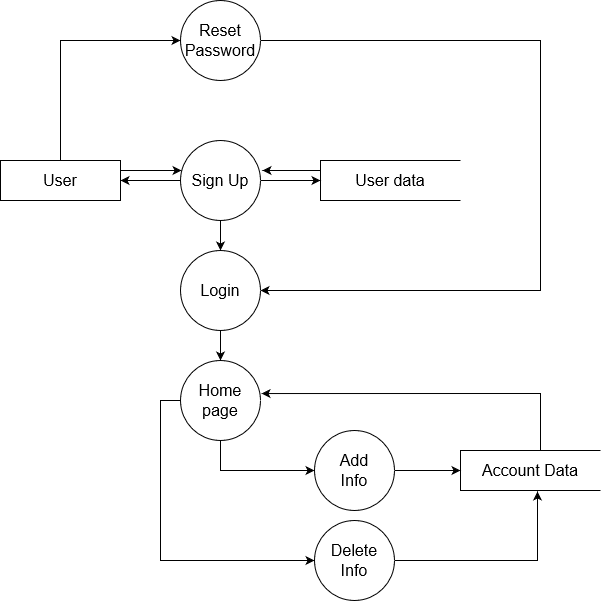 Reset
Password
User
Sign Up
User data
Login
Home
page
Add
Info
Account Data
Delete
Info